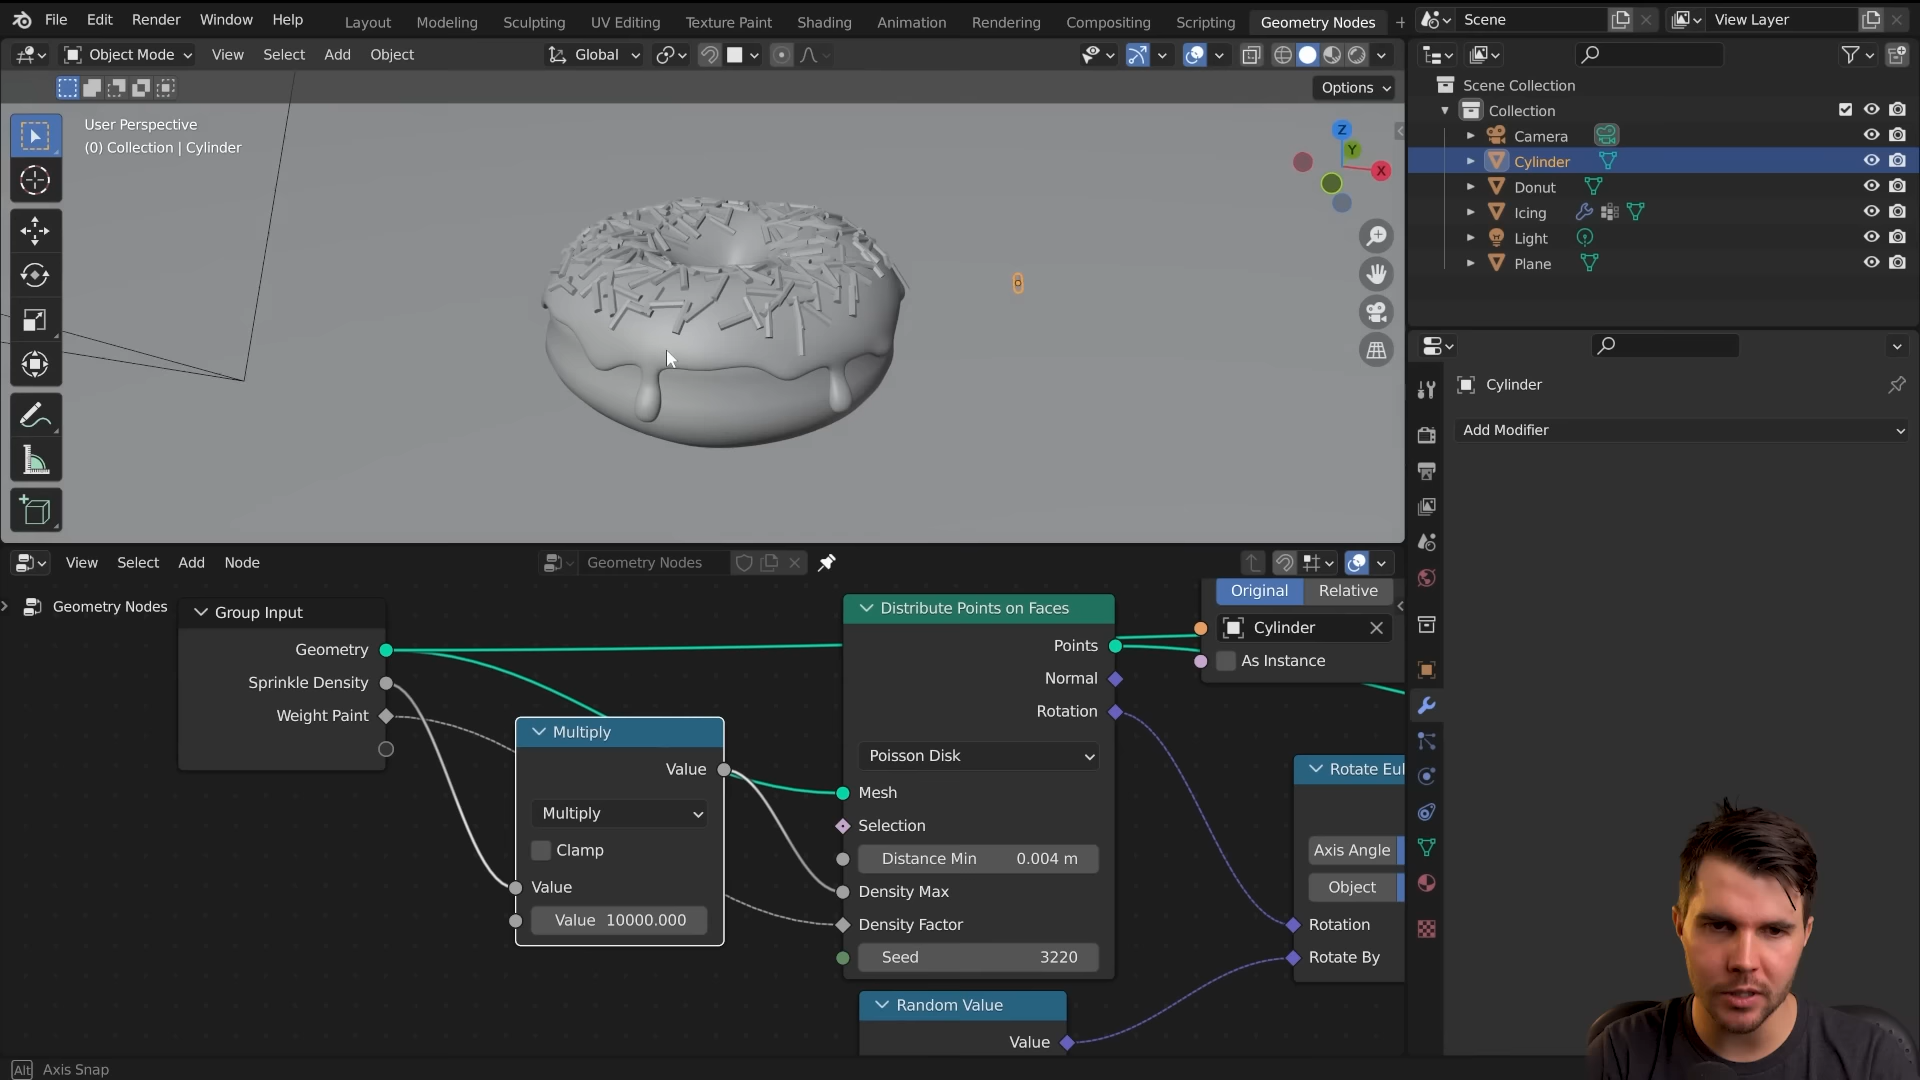 File Edit Render Window Help Layout Modeling Sculpting UV Editing Texture Paint Shading Animation Rendering Compositing Scripting Geometry Nodes + Scene View Layer
Object Mode View Select Add Object Global
Options
User Perspective
(0) Collection | Cylinder
Z
Y
X
Scene Collection
Collection
Camera
Cylinder
Donut
Icing
Light
Plane
Cylinder
Add Modifier
View Select Add Node Geometry Nodes
Geometry Nodes
Group Input
Geometry
Sprinkle Density
Weight Paint
Multiply
Value
Multiply
Clamp
Value
Value 10000.000
Distribute Points on Faces
Points
Normal
Rotation
Poisson Disk
Mesh
Selection
Distance Min 0.004 m
Density Max
Density Factor
Seed 3220
Random Value
Value
Original Relative
Cylinder
As Instance
Rotate Eul
Axis Angle
Object
Rotation
Rotate By
Alt Axis Snap